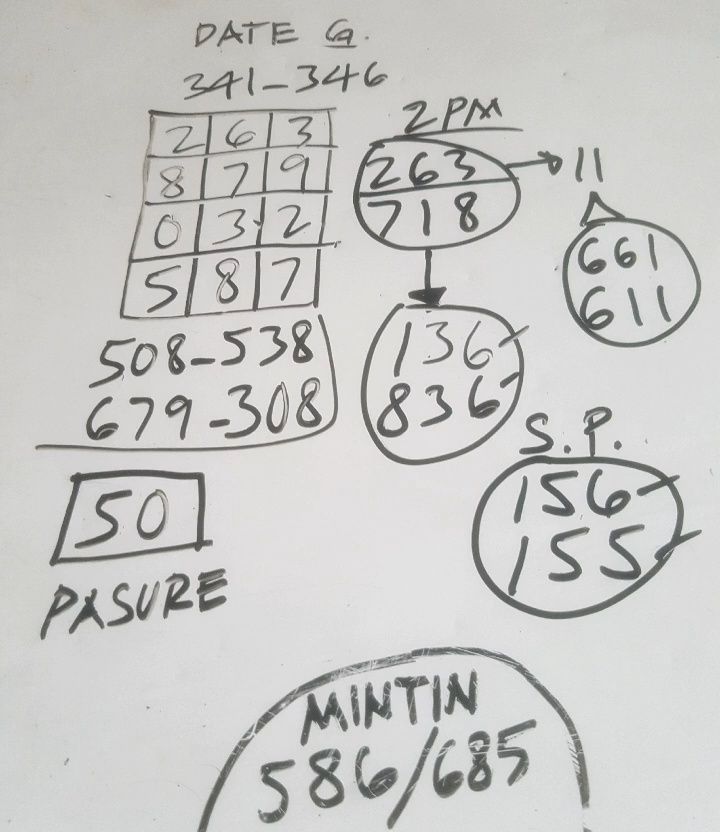 DATE G.
341-346
2 6 3
8 7 9
0 3 2
5 8 7
508-538
679-308
50
PASURE
2PM
263
718
11
661
611
136
836
S.P.
156
155
MINTIN
586/685